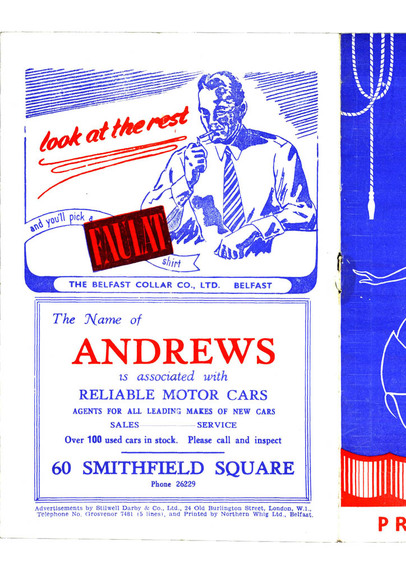 look at the rest
and you'll pick a
FAULAT
shirt
THE BELFAST COLLAR CO., LTD. BELFAST
The Name of
ANDREWS
is associated with
RELIABLE MOTOR CARS
AGENTS FOR ALL LEADING MAKES OF NEW CARS
SALES SERVICE
Over 100 used cars in stock. Please call and inspect
60 SMITHFIELD SQUARE
Phone 26229
Advertisements by Stilwell Darby & Co., Ltd., 24 Old Burlington Street, London, W.1.,
Telephone No. Grosvenor 7481 (5 lines), and Printed by Northern Whig Ltd., Belfast.
PR